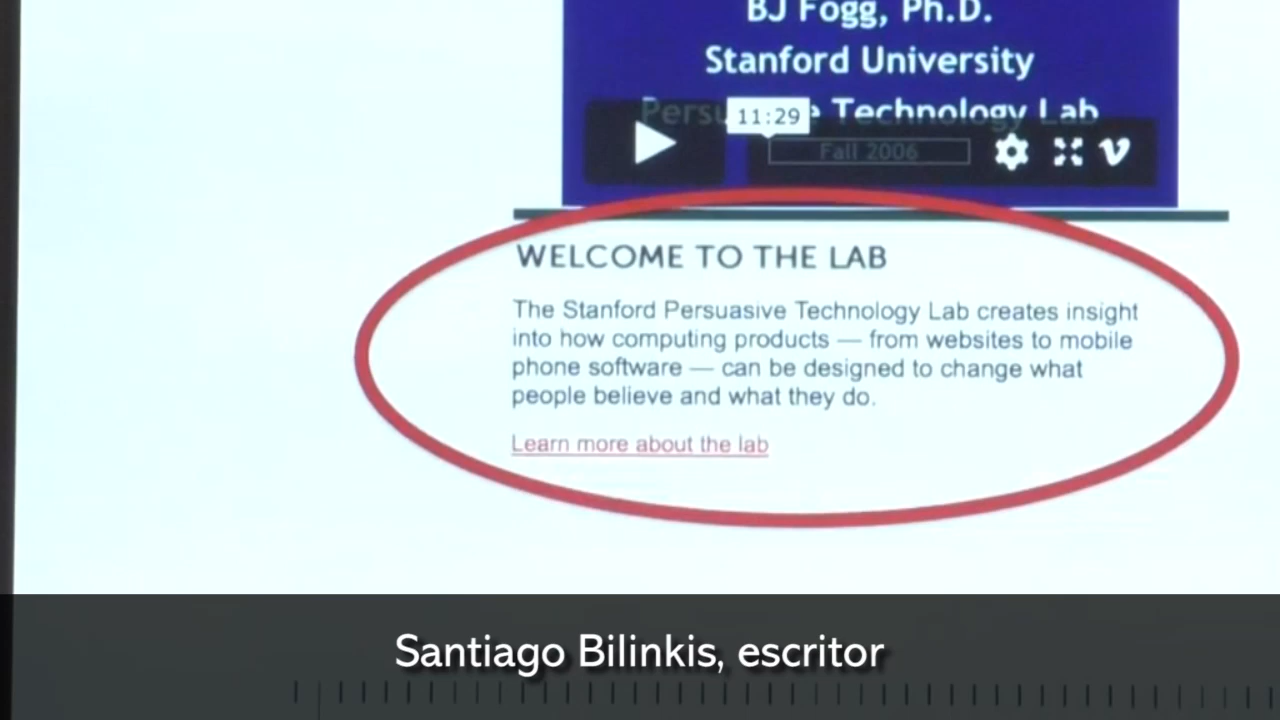 BJ Fogg, Ph.D.
Stanford University
Persuasive Technology Lab
11:29
Fall 2006
WELCOME TO THE LAB
The Stanford Persuasive Technology Lab creates insight
into how computing products — from websites to mobile
phone software — can be designed to change what
people believe and what they do.
Learn more about the lab
Santiago Bilinkis, escritor